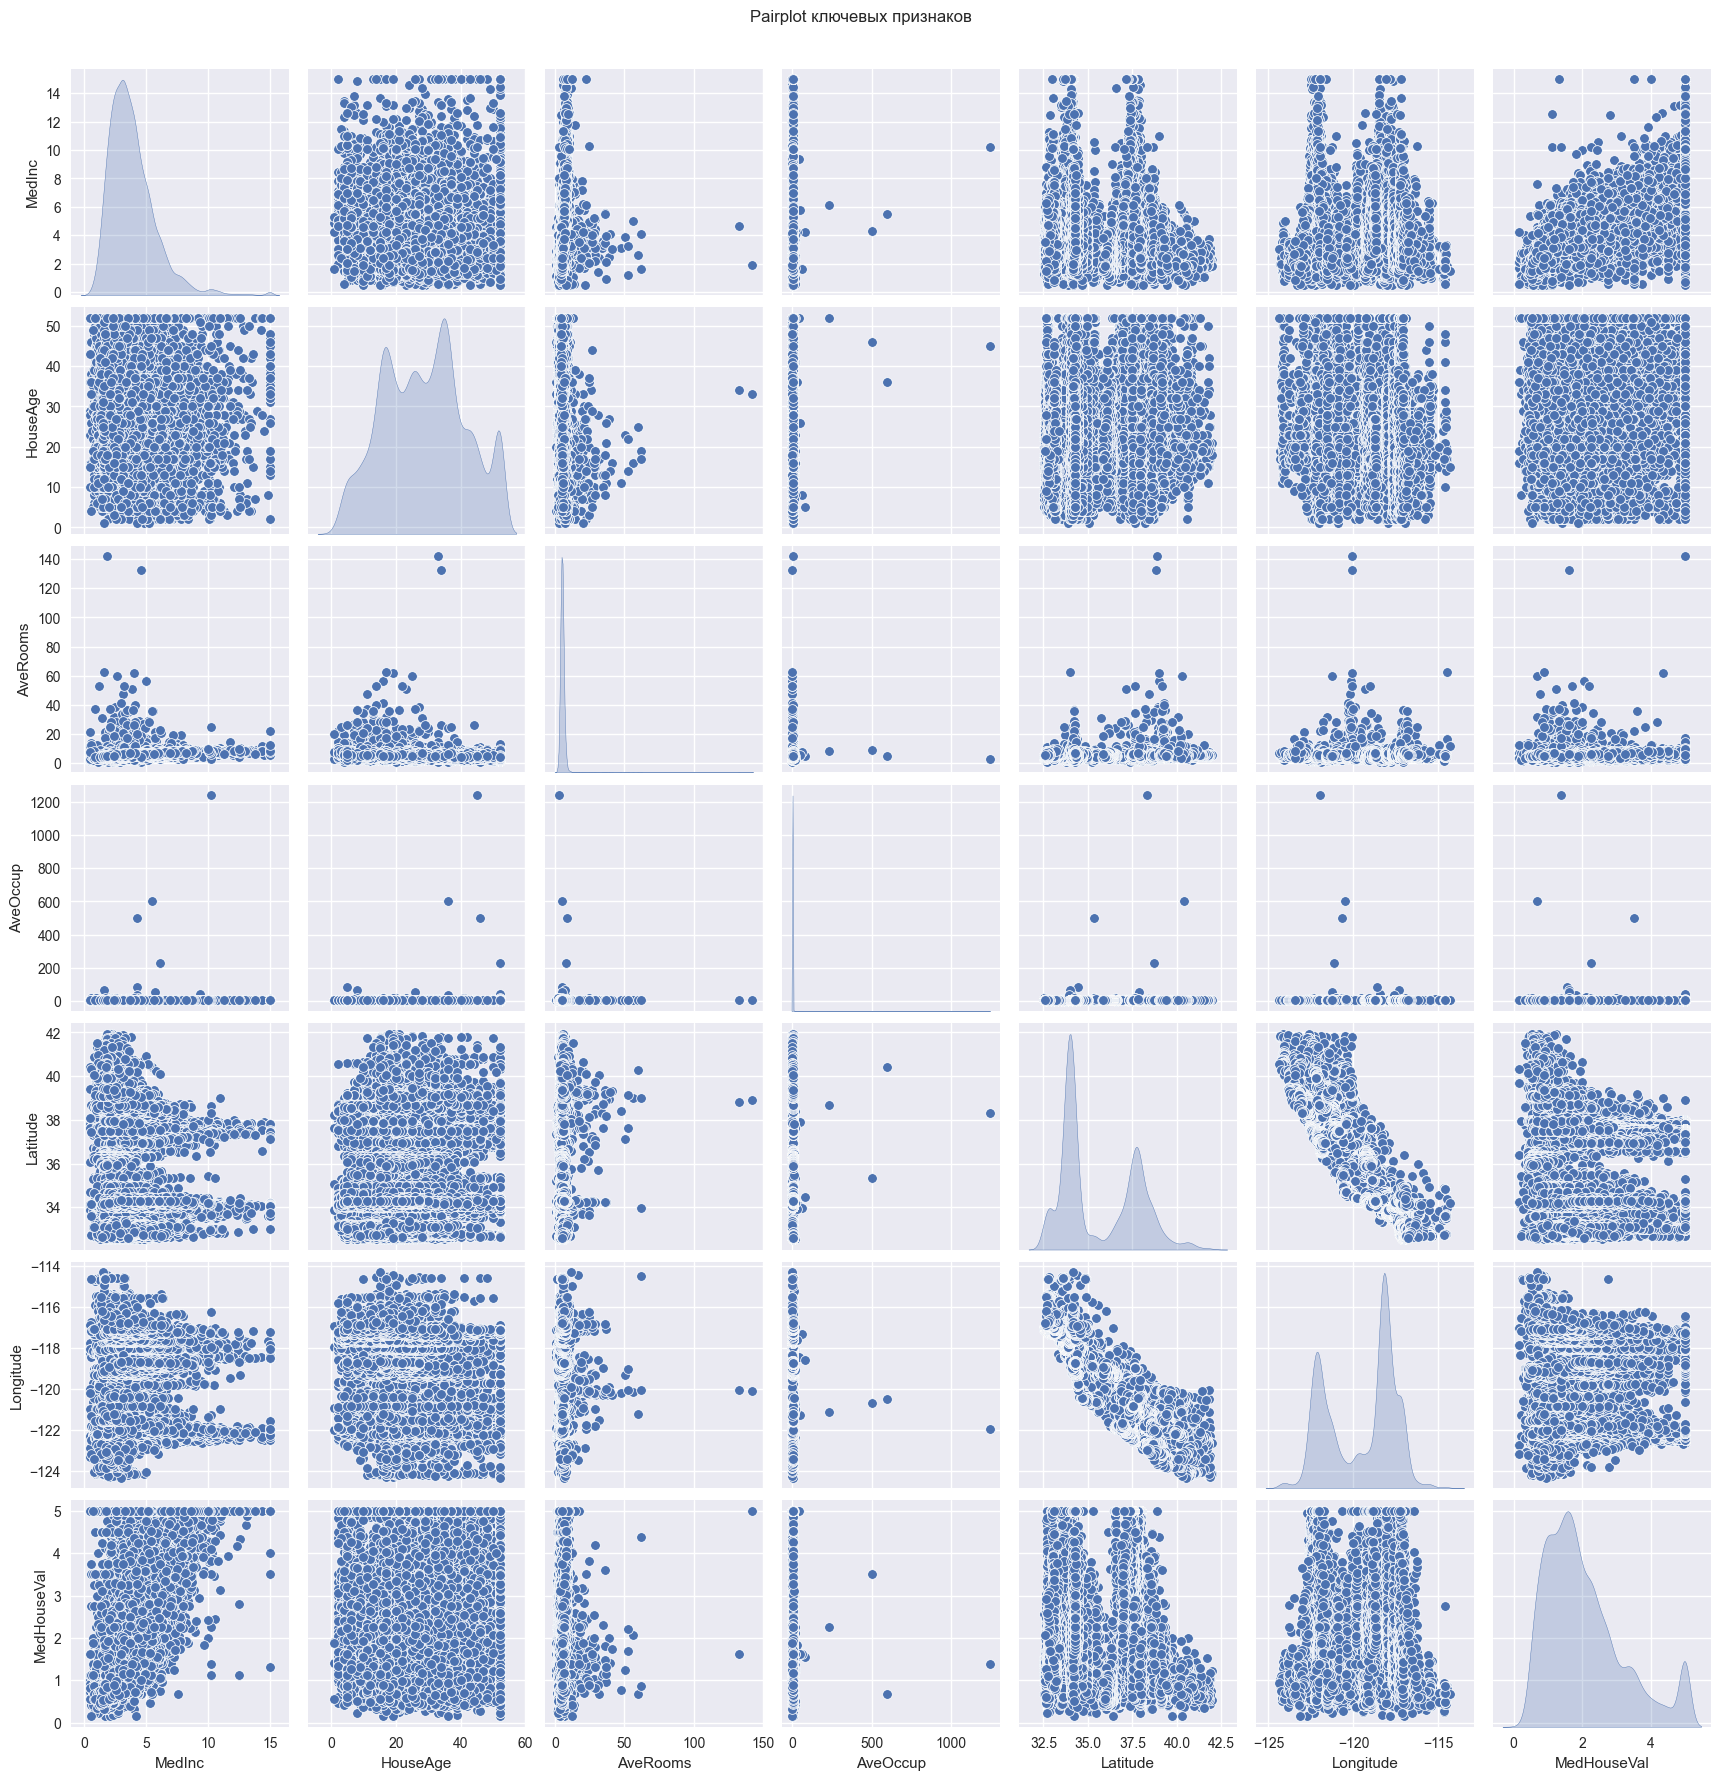 Pairplot ключевых признаков
14
12
10
8
6
4
2
0
MedInc
50
40
30
20
10
0
HouseAge
140
120
100
80
60
40
20
0
AveRooms
1200
1000
800
600
400
200
0
AveOccup
42
40
38
36
34
Latitude
−114
−116
−118
−120
−122
−124
Longitude
5
4
3
2
1
0
MedHouseVal
0 5 10 15
0 20 40 60
0 50 100 150
0 500 1000
32.5 35.0 37.5 40.0 42.5
−125 −120 −115
0 2 4
MedInc HouseAge AveRooms AveOccup Latitude Longitude MedHouseVal